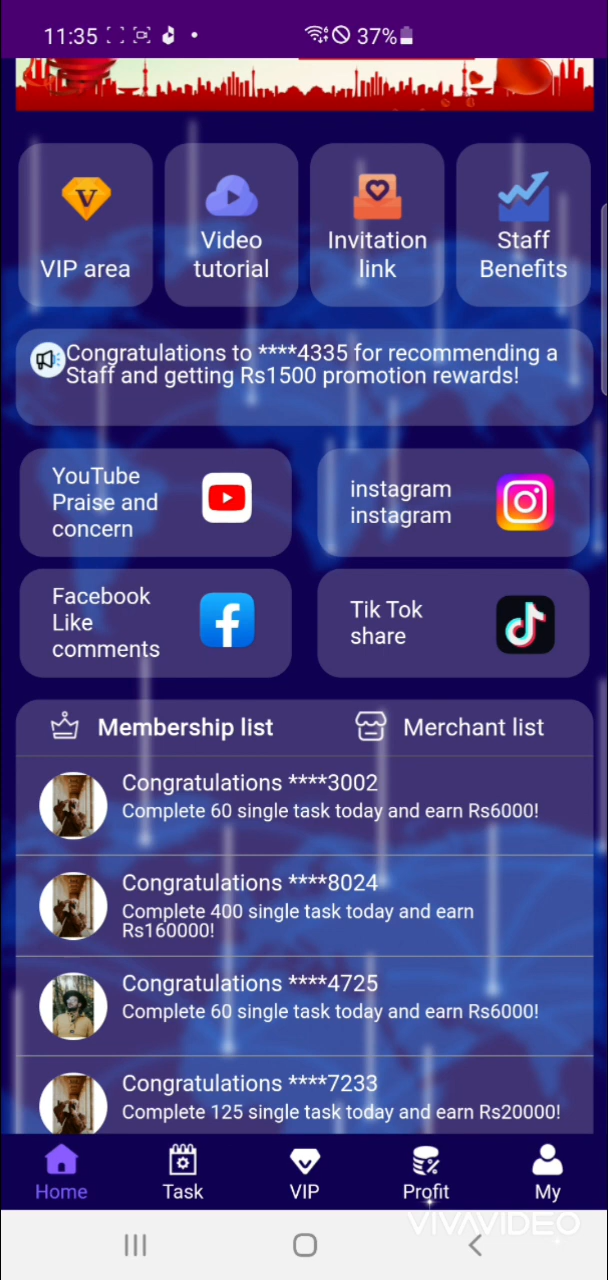 11:35
37%
VIP area
Video
tutorial
Invitation
link
Staff
Benefits
Congratulations to ****4335 for recommending a
Staff and getting Rs1500 promotion rewards!
YouTube
Praise and
concern
instagram
instagram
Facebook
Like
comments
Tik Tok
share
Membership list
Merchant list
Congratulations ****3002
Complete 60 single task today and earn Rs6000!
Congratulations ****8024
Complete 400 single task today and earn
Rs160000!
Congratulations ****4725
Complete 60 single task today and earn Rs6000!
Congratulations ****7233
Complete 125 single task today and earn Rs20000!
Home
Task
VIP
Profit
My
VIVAVIDEO